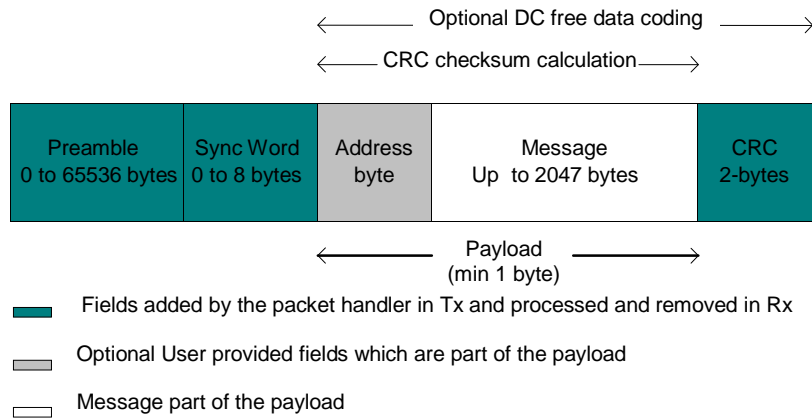 Optional DC free data coding
CRC checksum calculation
Preamble
0 to 65536 bytes
Sync Word
0 to 8 bytes
Address
byte
Message
Up to 2047 bytes
CRC
2-bytes
Payload
(min 1 byte)
Fields added by the packet handler in Tx and processed and removed in Rx
Optional User provided fields which are part of the payload
Message part of the payload